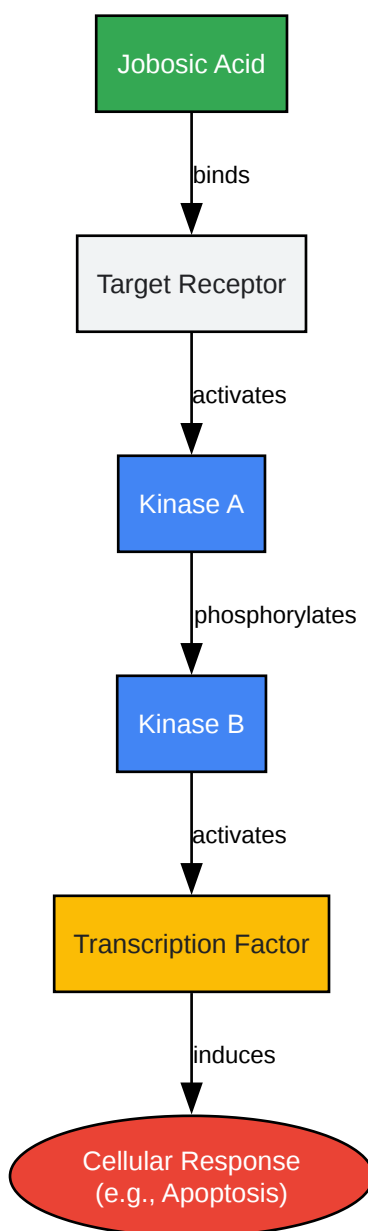 Jobosic Acid
binds
Target Receptor
activates
Kinase A
phosphorylates
Kinase B
activates
Transcription Factor
induces
Cellular Response
(e.g., Apoptosis)